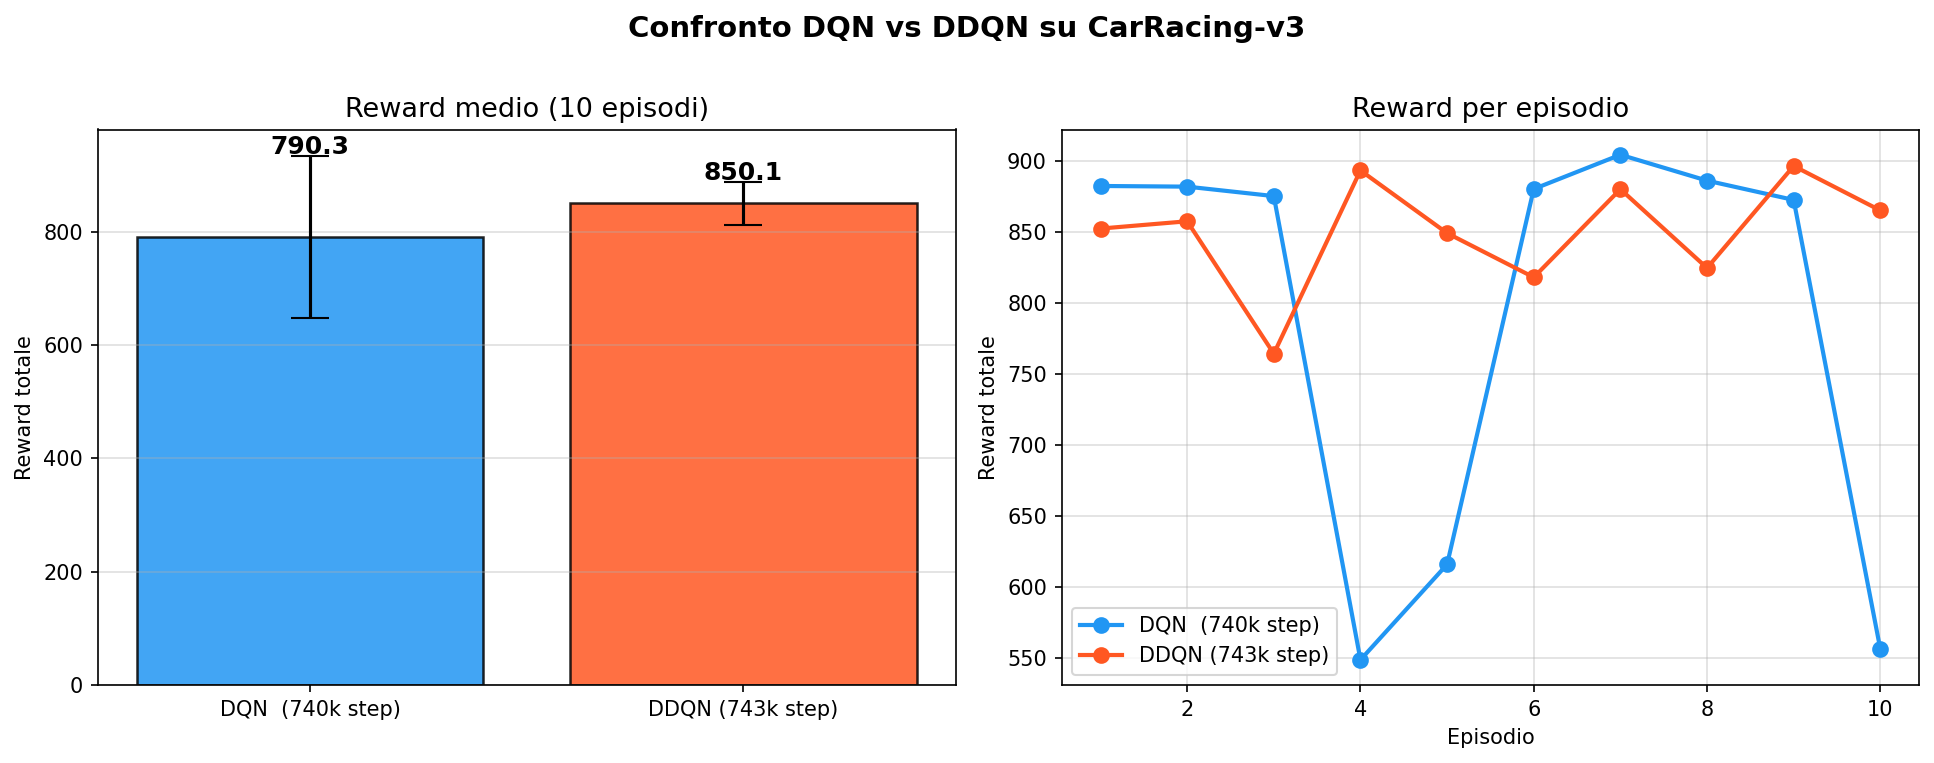 Confronto DQN vs DDQN su CarRacing-v3
Reward medio (10 episodi)
790.3
850.1
Reward totale
800
600
400
200
0
DQN  (740k step)
DDQN (743k step)
Reward per episodio
Reward totale
900
850
800
750
700
650
600
550
DQN  (740k step)
DDQN (743k step)
2
4
6
8
10
Episodio